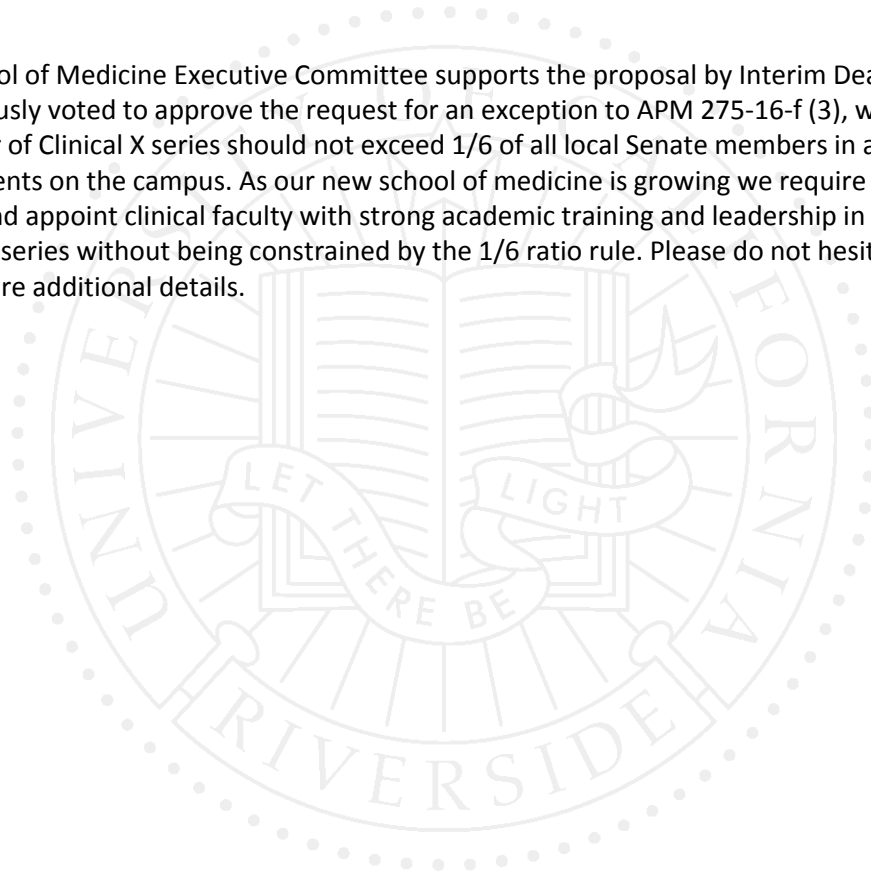 ol of Medicine Executive Committee supports the proposal by Interim Dea
usly voted to approve the request for an exception to APM 275-16-f (3), w
of Clinical X series should not exceed 1/6 of all local Senate members in a
ents on the campus. As our new school of medicine is growing we require
nd appoint clinical faculty with strong academic training and leadership in
series without being constrained by the 1/6 ratio rule. Please do not hesit
re additional details.
UNIVERSITY OF CALIFORNIA
LET THERE BE LIGHT
RIVERSIDE